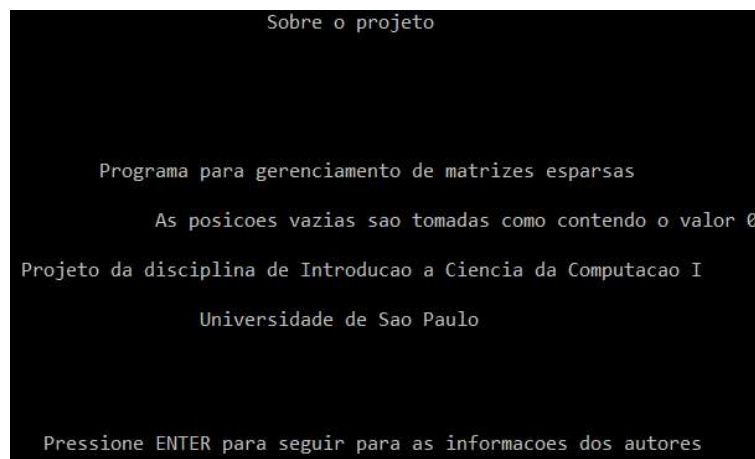 Sobre o projeto
Programa para gerenciamento de matrizes esparsas
As posicoes vazias sao tomadas como contendo o valor 0
Projeto da disciplina de Introducao a Ciencia da Computacao I
Universidade de Sao Paulo
Pressione ENTER para seguir para as informacoes dos autores